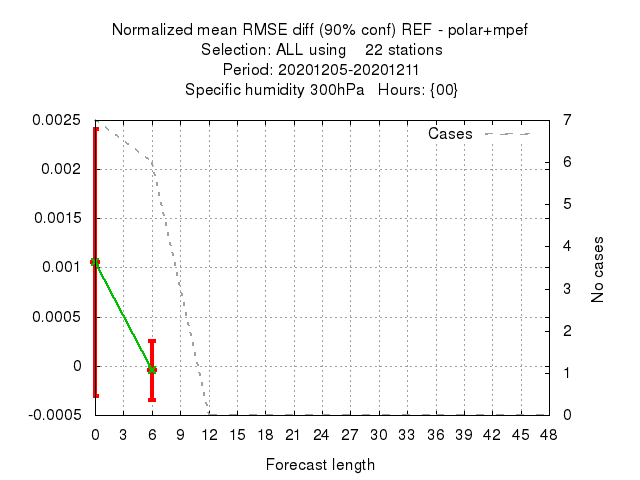 Normalized mean RMSE diff (90% conf) REF - polar+mpef
Selection: ALL using 22 stations
Period: 20201205-20201211
Specific humidity 300hPa Hours: {00}
0.0025
0.002
0.0015
0.001
0.0005
0
-0.0005
Cases
7
6
5
4
3
2
1
0
No cases
0 3 6 9 12 15 18 21 24 27 30 33 36 39 42 45 48
Forecast length